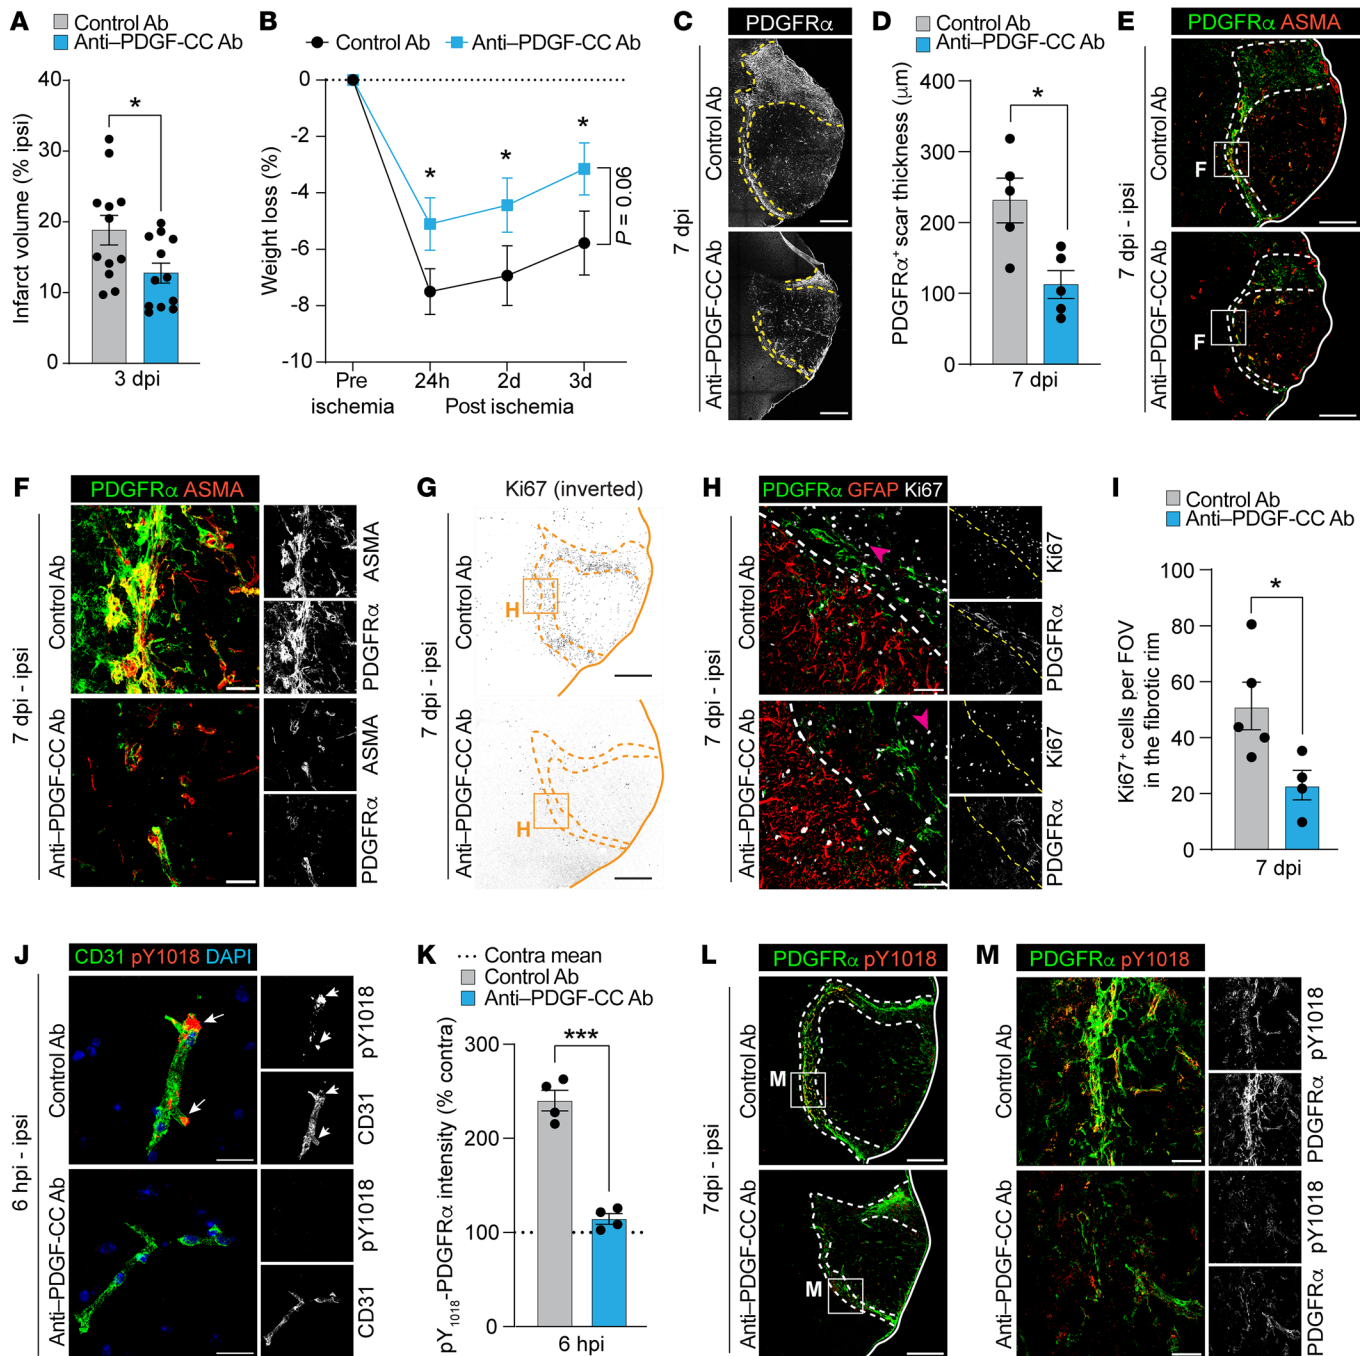 A
Control Ab
Anti–PDGF-CC Ab
Infarct volume (% ipsi)
40
30
20
10
0
*
3 dpi
B
Control Ab
Anti–PDGF-CC Ab
Weight loss (%)
0
-2
-4
-6
-8
-10
*
*
*
P = 0.06
Pre
ischemia
24h
2d
3d
Post ischemia
C
PDGFRα
7 dpi
Control Ab
Anti–PDGF-CC Ab
D
Control Ab
Anti–PDGF-CC Ab
PDGFRα+ scar thickness (μm)
400
300
200
100
0
*
7 dpi
E
PDGFRα ASMA
7 dpi - ipsi
Control Ab
Anti–PDGF-CC Ab
F
F
F
PDGFRα ASMA
7 dpi - ipsi
Control Ab
Anti–PDGF-CC Ab
ASMA
PDGFRα
ASMA
PDGFRα
G
Ki67 (inverted)
7 dpi - ipsi
Control Ab
Anti–PDGF-CC Ab
H
H
H
PDGFRα GFAP Ki67
7 dpi - ipsi
Control Ab
Anti–PDGF-CC Ab
Ki67
PDGFRα
Ki67
PDGFRα
I
Control Ab
Anti–PDGF-CC Ab
Ki67+ cells per FOV
in the fibrotic rim
100
80
60
40
20
0
*
7 dpi
J
CD31 pY1018 DAPI
6 hpi - ipsi
Control Ab
Anti–PDGF-CC Ab
pY1018
CD31
pY1018
CD31
K
Contra mean
Control Ab
Anti–PDGF-CC Ab
pY1018-PDGFRα intensity (% contra)
300
200
100
0
***
6 hpi
L
PDGFRα pY1018
7dpi - ipsi
Control Ab
Anti–PDGF-CC Ab
M
M
M
PDGFRα pY1018
Control Ab
Anti–PDGF-CC Ab
pY1018
PDGFRα
pY1018
PDGFRα